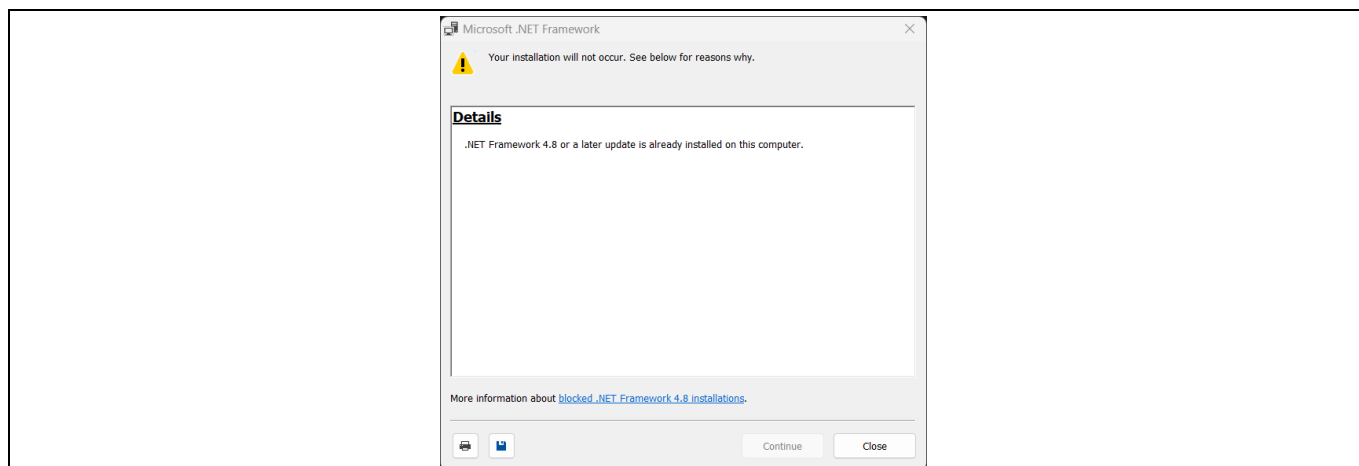 Microsoft .NET Framework
Your installation will not occur. See below for reasons why.
Details
.NET Framework 4.8 or a later update is already installed on this computer.
More information about blocked .NET Framework 4.8 installations.
Continue
Close